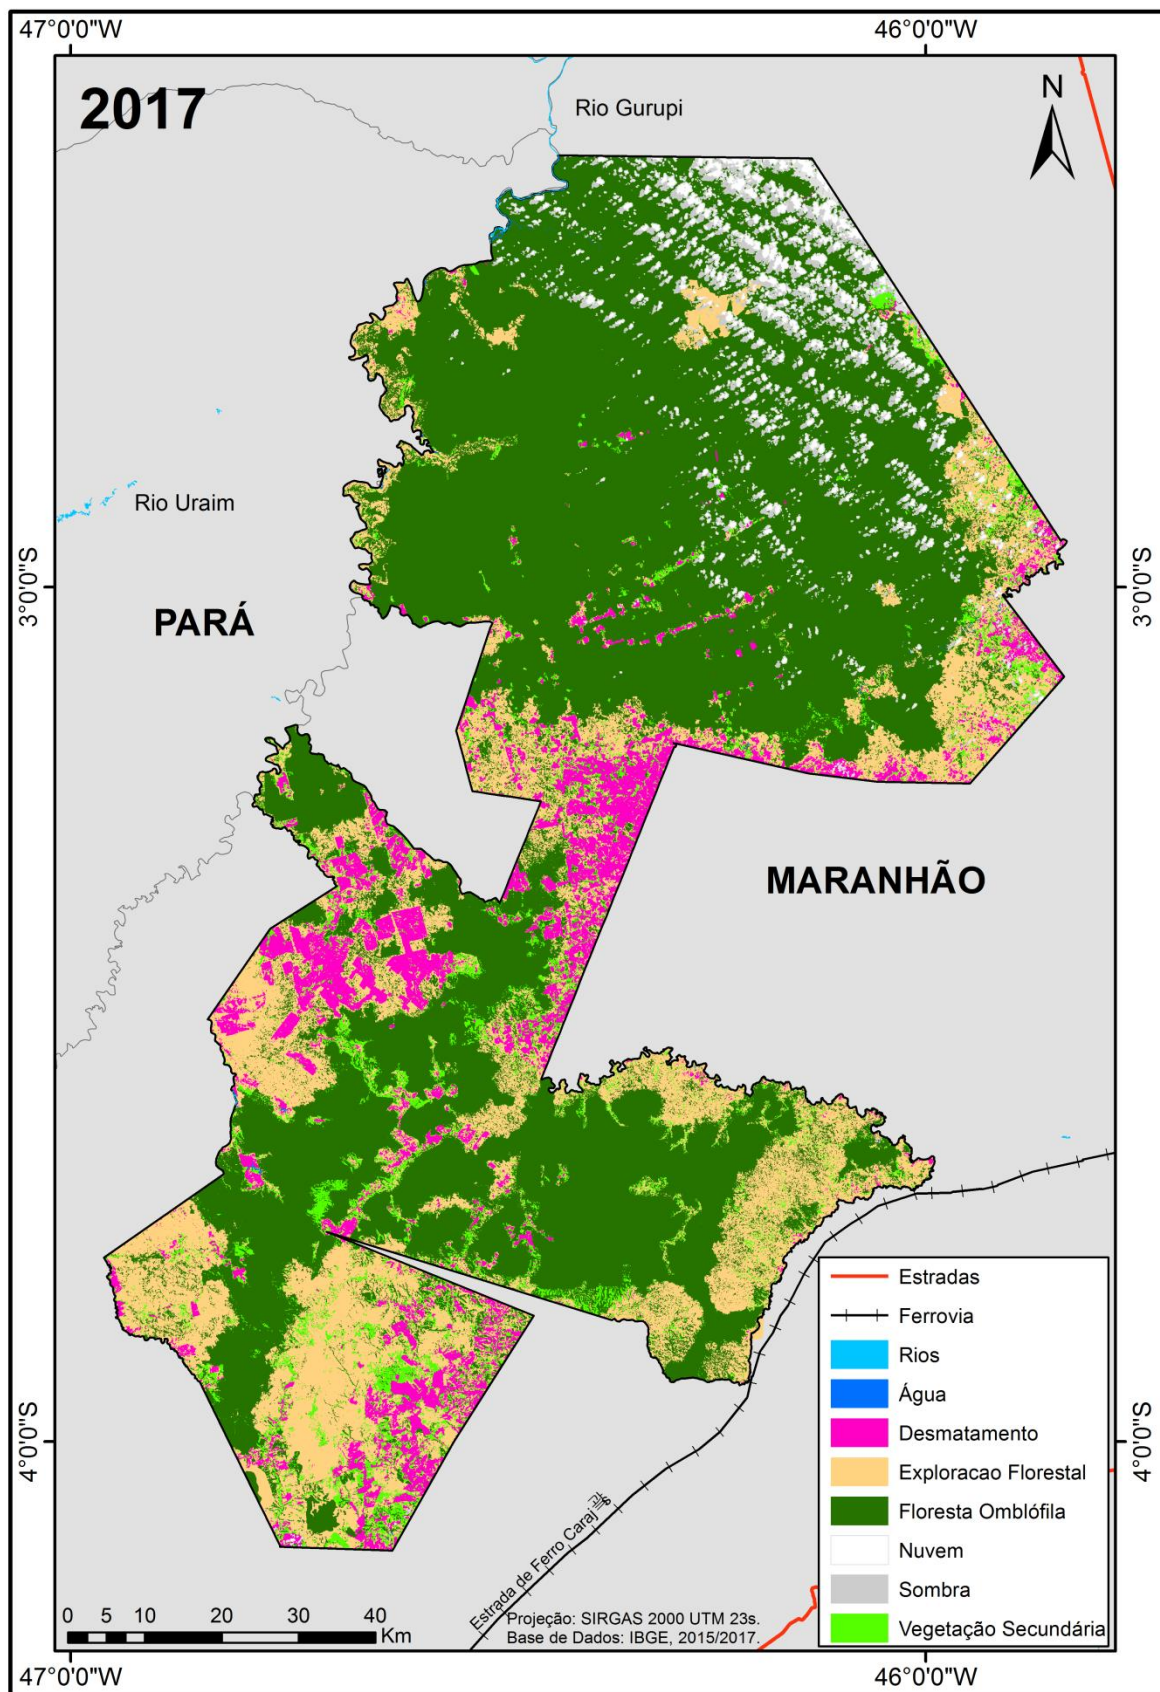 47°0'0"W
46°0'0"W
2017
Rio Gurupi
N
Rio Uraim
3°0'0"S
3°0'0"S
PARÁ
MARANHÃO
Estradas
Ferrovia
Rios
Água
Desmatamento
Exploracao Florestal
Floresta Omblófila
Nuvem
Sombra
Vegetação Secundária
4°0'0"S
4°0'0"S
Estrada de Ferro Caraj
0 5 10 20 30 40
Km
Projeção: SIRGAS 2000 UTM 23s.
Base de Dados: IBGE, 2015/2017.
47°0'0"W
46°0'0"W